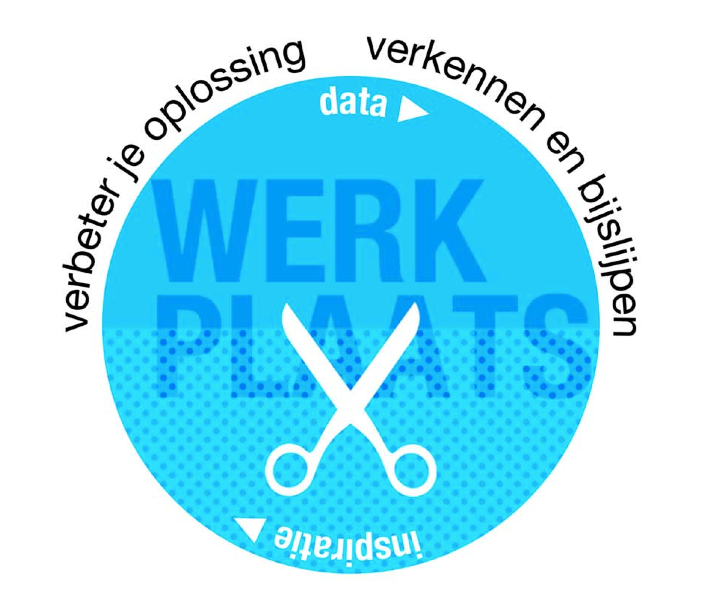 verbeter je oplossing
verkennen en bijslijpen
data
WERK
PLAATS
inspiratie